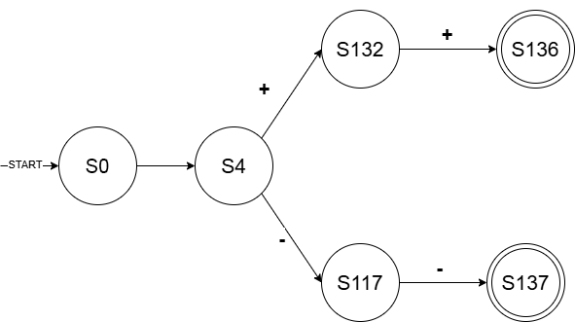 S132
+
S136
+
START
S0
S4
-
S117
-
S137